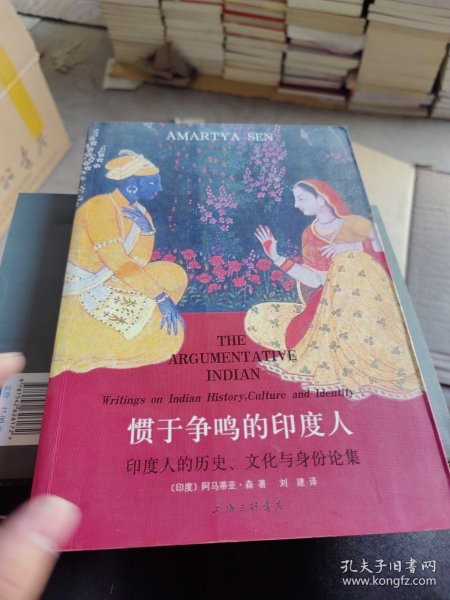 AMARTYA SEN
THE
ARGUMENTATIVE
INDIAN
Writings on Indian History,Culture and Identity
惯于争鸣的印度人
印度人的历史、文化与身份论集
〔印度〕阿马蒂亚·森 著 刘 建 译
上海三联书店
孔夫子旧书网
www.kongfz.com